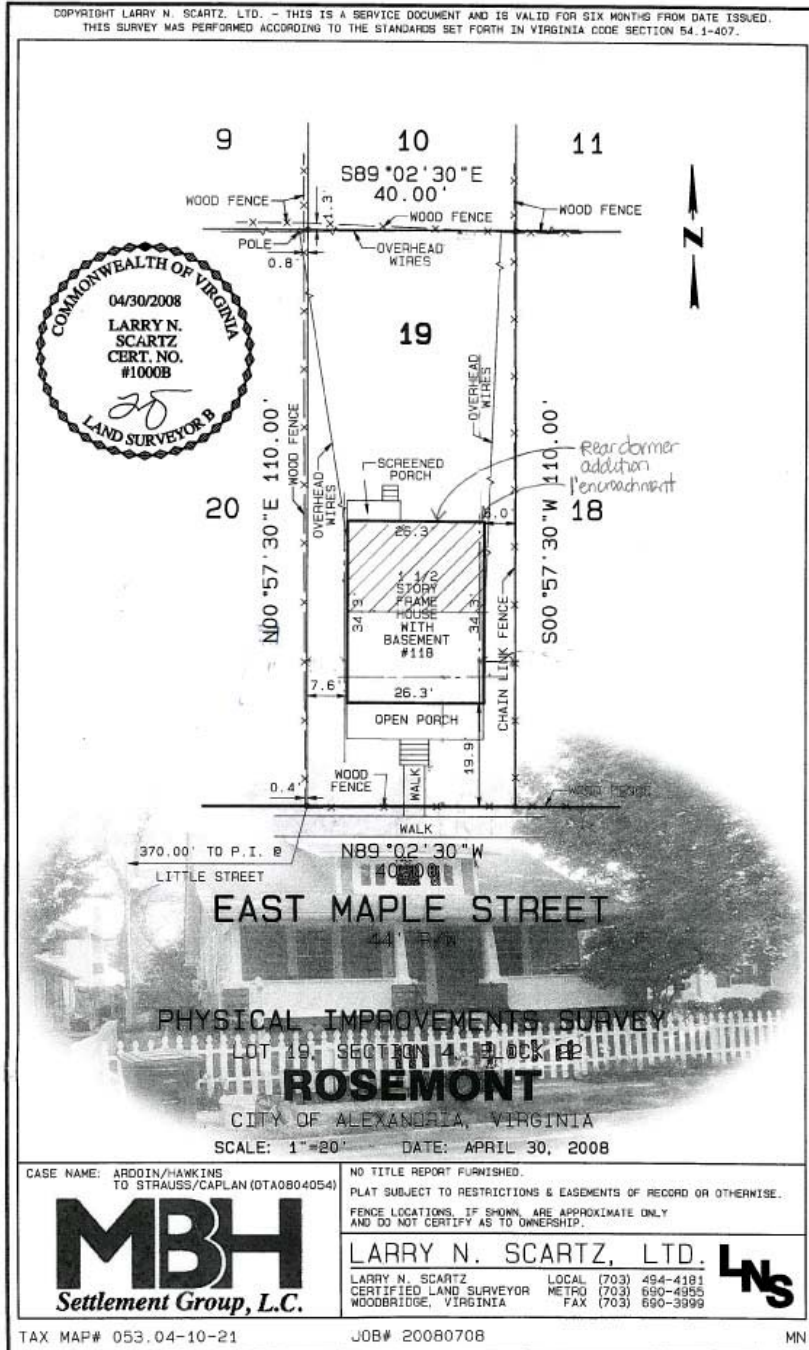 COPYRIGHT LARRY N. SCARTZ, LTD. - THIS IS A SERVICE DOCUMENT AND IS VALID FOR SIX MONTHS FROM DATE ISSUED.
THIS SURVEY WAS PERFORMED ACCORDING TO THE STANDARDS SET FORTH IN VIRGINIA CODE SECTION 54.1-407.
9
10
11
S89°02'30"E
40.00'
1.3'
WOOD FENCE
WOOD FENCE
WOOD FENCE
POLE
OVERHEAD
WIRES
0.8'
N
COMMONWEALTH OF VIRGINIA
04/30/2008
LARRY N.
SCARTZ
CERT. NO.
#1000B
LAND SURVEYOR B
19
OVERHEAD
WIRES
WOOD FENCE
OVERHEAD
WIRES
N00°57'30"E 110.00'
S00°57'30"W 110.00'
SCREENED
PORCH
Rear dormer
addition
1' encroachment
20
18
26.3'
6.0'
1 1/2
STORY
FRAME
HOUSE
WITH
BASEMENT
#118
34.3'
34.3'
CHAIN LINK FENCE
7.6'
26.3'
OPEN PORCH
19.9'
0.4'
WOOD
FENCE
WALK
WOOD FENCE
WALK
370.00' TO P.I. @
LITTLE STREET
N89°02'30"W
40.00'
EAST MAPLE STREET
44' R/W
PHYSICAL IMPROVEMENTS SURVEY
LOT 19, SECTION 4, BLOCK
ROSEMONT
CITY OF ALEXANDRIA, VIRGINIA
SCALE: 1"=20' DATE: APRIL 30, 2008
CASE NAME: ARDOIN/HAWKINS
TO STRAUSS/CAPLAN (DTA0804054)
MBH
Settlement Group, L.C.
NO TITLE REPORT FURNISHED.
PLAT SUBJECT TO RESTRICTIONS & EASEMENTS OF RECORD OR OTHERWISE.
FENCE LOCATIONS, IF SHOWN, ARE APPROXIMATE ONLY
AND DO NOT CERTIFY AS TO OWNERSHIP.
LARRY N. SCARTZ, LTD.
LARRY N. SCARTZ LOCAL (703) 494-4181
CERTIFIED LAND SURVEYOR METRO (703) 690-4955
WOODBRIDGE, VIRGINIA FAX (703) 690-3999
LNS
TAX MAP# 053.04-10-21 JOB# 20080708 MN